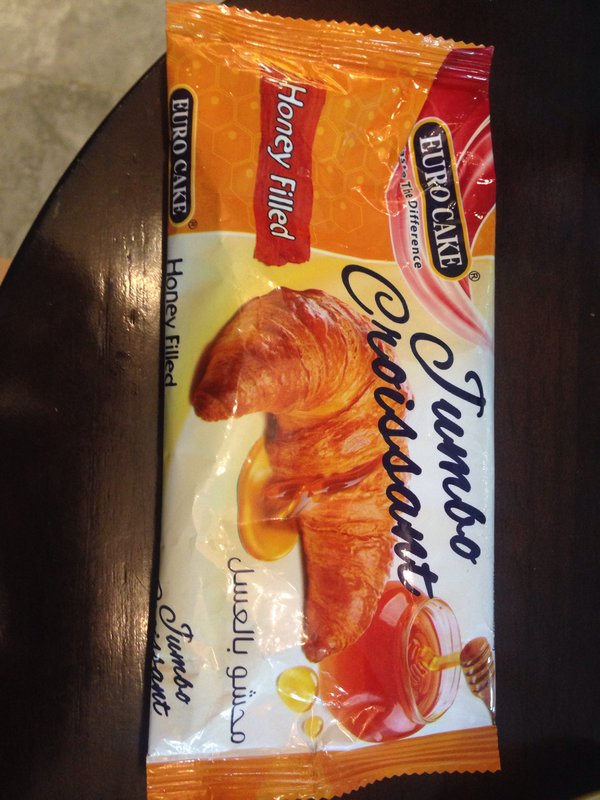 EURO CAKE®
Taste The Difference
Jumbo
Croissant
Honey Filled
محشو بالعسل
EURO CAKE®
Honey Filled
Jumbo
Croissant